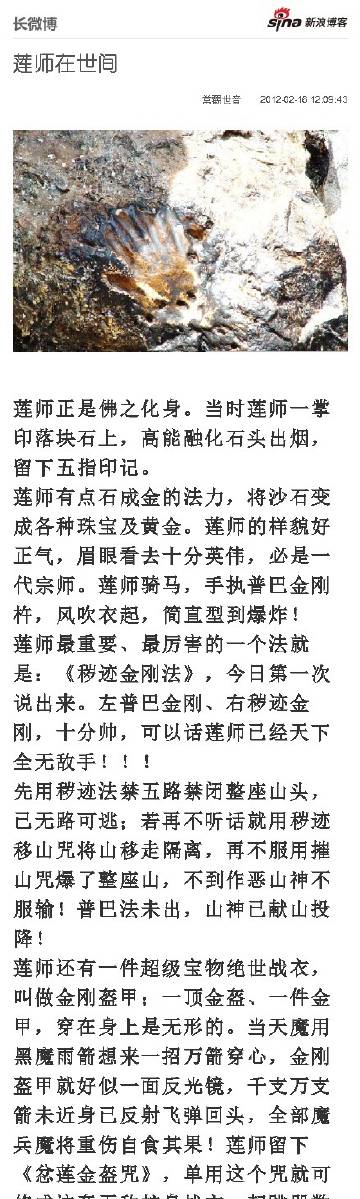 长微博
sina 新浪博客
莲师在世间
2012-02-16 12:09:43
莲师正是佛之化身。当时莲师一掌
印落块石上，高能融化石头出烟，
留下五指印记。
莲师有点石成金的法力，将沙石变
成各种珠宝及黄金。莲师的样貌好
正气，眉眼看去十分英伟，必是一
代宗师。莲师骑马，手执普巴金刚
杵，风吹衣起，简直型到爆炸！
莲师最重要、最厉害的一个法就
是：《秽迹金刚法》，今日第一次
说出来。左普巴金刚、右秽迹金
刚，十分帅，可以话莲师已经天下
全无敌手！！！
先用秽迹法禁五路禁闭整座山头，
已无路可逃；若再不听话就用秽迹
移山咒将山移走隔离，再不服用摧
山咒爆了整座山，不到作恶山神不
服输！普巴法未出，山神已献山投
降！
莲师还有一件超级宝物绝世战衣，
叫做金刚盔甲；一顶金盔、一件金
甲，穿在身上是无形的。当天魔用
黑魔雨箭想来一招万箭穿心，金刚
盔甲就好似一面反光镜，千支万支
箭未近身已反射飞弹回头，全部魔
兵魔将重伤自食其果！莲师留下
《忿莲金盔咒》，单用这个咒就可